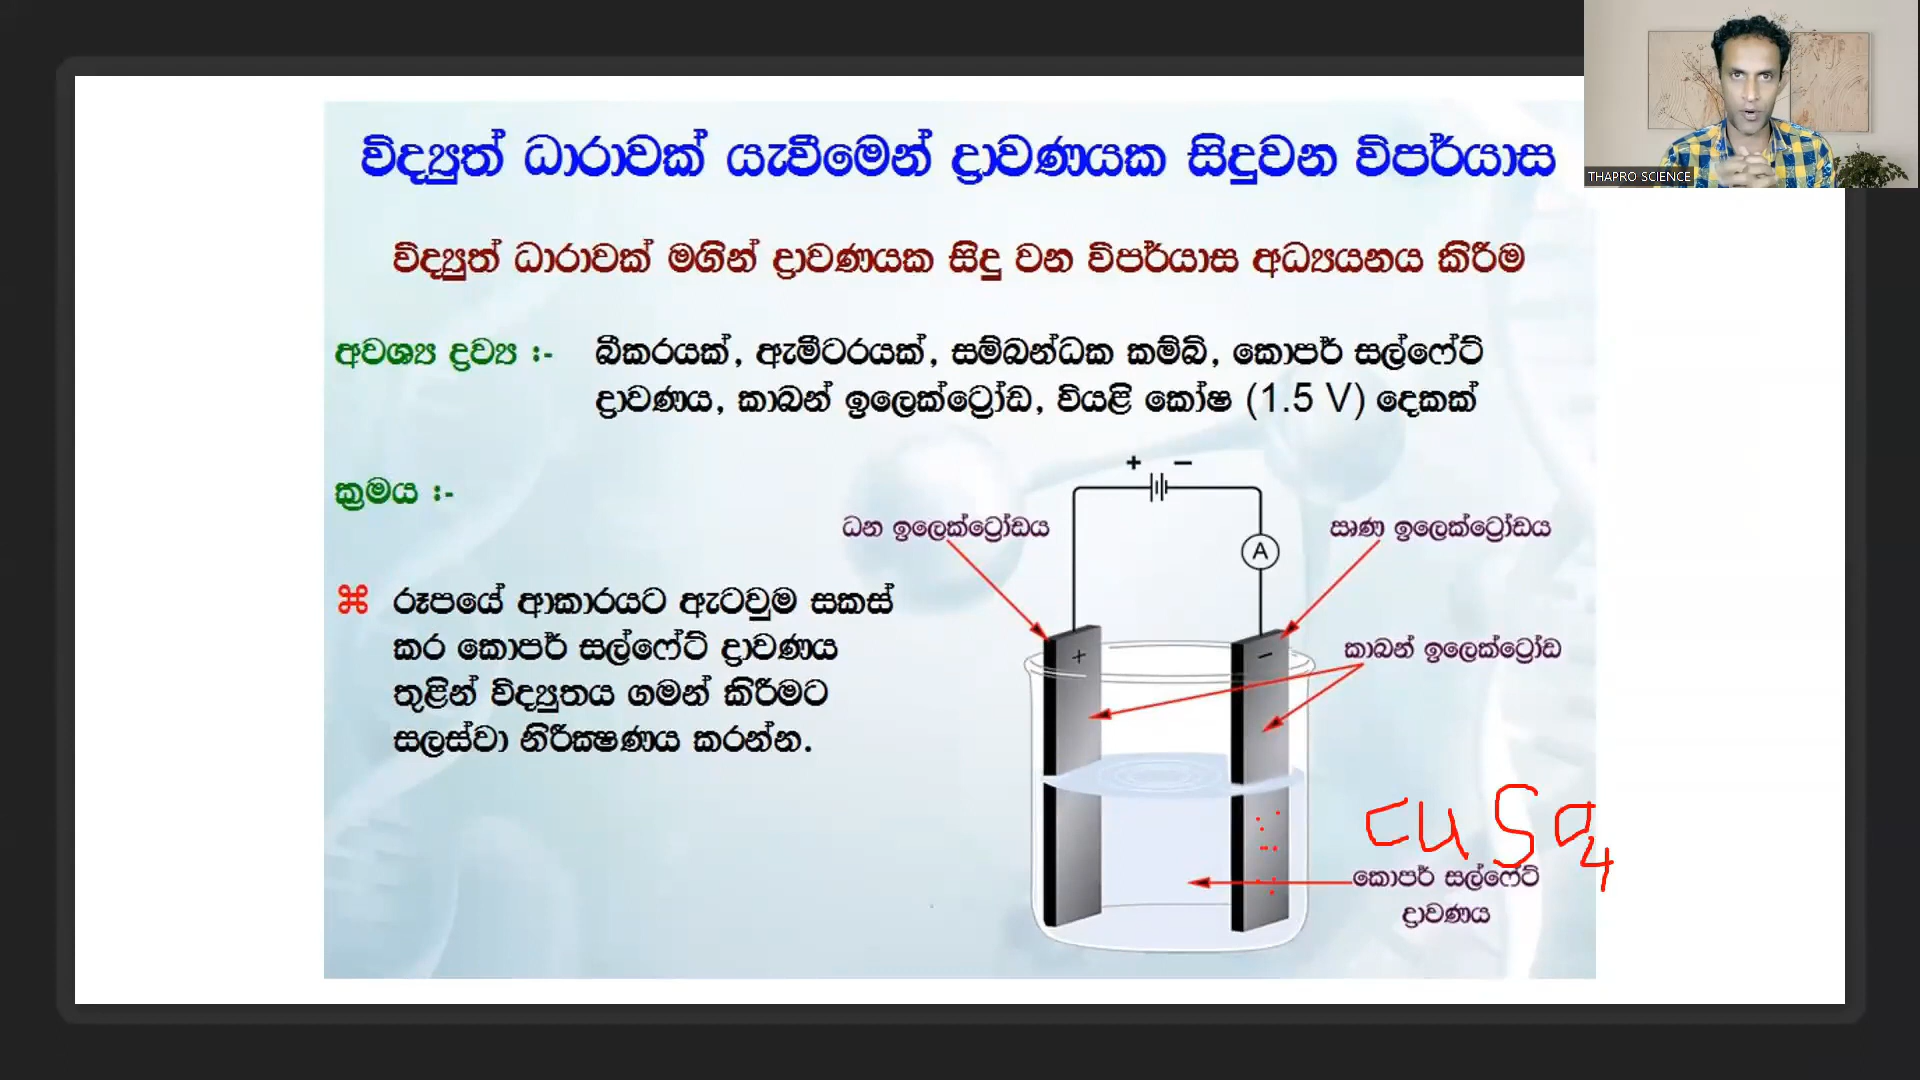 THAPRO SCIENCE
විද්‍යුත් ධාරාවක් යැවීමෙන් ද්‍රාවණයක සිදුවන විපර්යාස
විද්‍යුත් ධාරාවක් මගින් ද්‍රාවණයක සිදු වන විපර්යාස අධ්‍යයනය කිරීම
අවශ්‍ය ද්‍රව්‍ය :- බීකරයක්, ඇමීටරයක්, සම්බන්ධක කම්බි, කොපර් සල්ෆේට්
ද්‍රාවණය, කාබන් ඉලෙක්ට්‍රෝඩ, වියළි කෝෂ (1.5 V) දෙකක්
ක්‍රමය :-
+ −
ධන ඉලෙක්ට්‍රෝඩය
ඍණ ඉලෙක්ට්‍රෝඩය
A
⌘ රූපයේ ආකාරයට ඇටවුම සකස්
කර කොපර් සල්ෆේට් ද්‍රාවණය
තුළින් විද්‍යුතය ගමන් කිරීමට
සලස්වා නිරීක්‍ෂණය කරන්න.
+ −
කාබන් ඉලෙක්ට්‍රෝඩ
CuSO4
කොපර් සල්ෆේට්
ද්‍රාවණය